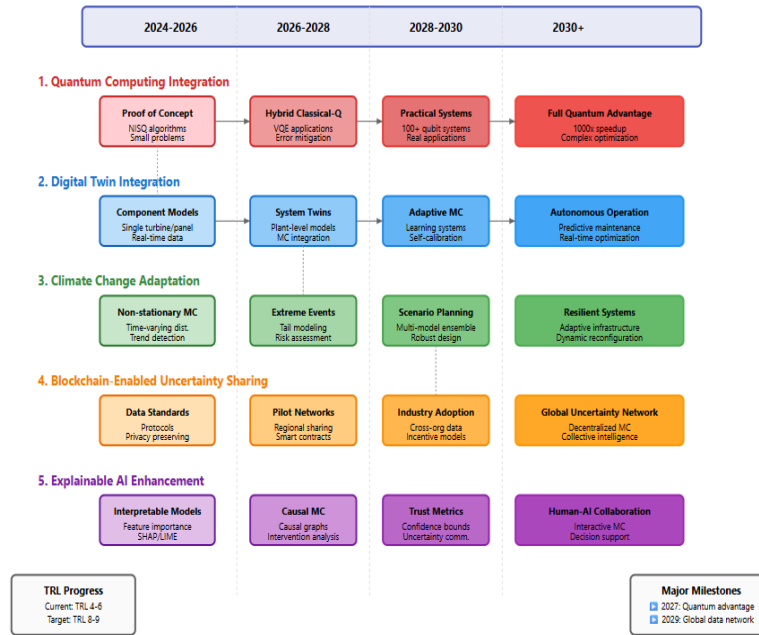 2024-2026
2026-2028
2028-2030
2030+
1. Quantum Computing Integration
Proof of Concept
NISQ algorithms
Small problems
Hybrid Classical-Q
VQE applications
Error mitigation
Practical Systems
100+ qubit systems
Real applications
Full Quantum Advantage
1000x speedup
Complex optimization
2. Digital Twin Integration
Component Models
Single turbine/panel
Real-time data
System Twins
Plant-level models
MC integration
Adaptive MC
Learning systems
Self-calibration
Autonomous Operation
Predictive maintenance
Real-time optimization
3. Climate Change Adaptation
Non-stationary MC
Time-varying dist.
Trend detection
Extreme Events
Tail modeling
Risk assessment
Scenario Planning
Multi-model ensemble
Robust design
Resilient Systems
Adaptive infrastructure
Dynamic reconfiguration
4. Blockchain-Enabled Uncertainty Sharing
Data Standards
Protocols
Privacy preserving
Pilot Networks
Regional sharing
Smart contracts
Industry Adoption
Cross-org data
Incentive models
Global Uncertainty Network
Decentralized MC
Collective intelligence
5. Explainable AI Enhancement
Interpretable Models
Feature importance
SHAP/LIME
Causal MC
Causal graphs
Intervention analysis
Trust Metrics
Confidence bounds
Uncertainty comm.
Human-AI Collaboration
Interactive MC
Decision support
TRL Progress
Current: TRL 4-6
Target: TRL 8-9
Major Milestones
2027: Quantum advantage
2029: Global data network